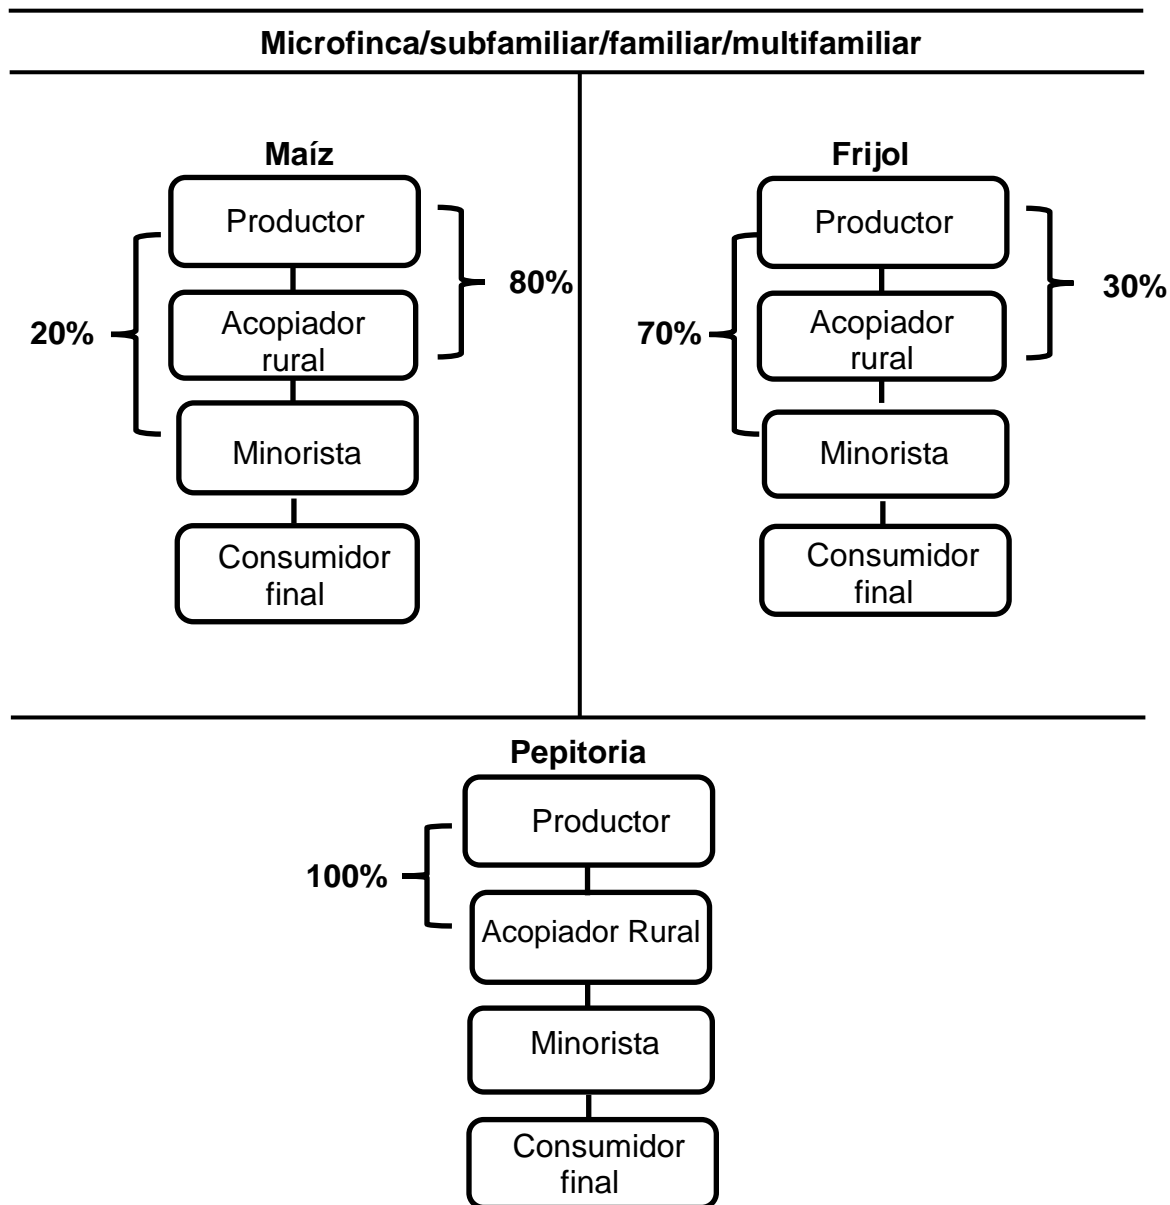 Microfinca/subfamiliar/familiar/multifamiliar
Maíz
Productor
80%
20%
Acopiador
rural
Minorista
Consumidor
final
Frijol
Productor
30%
70%
Acopiador
rural
Minorista
Consumidor
final
Pepitoria
Productor
100%
Acopiador Rural
Minorista
Consumidor
final